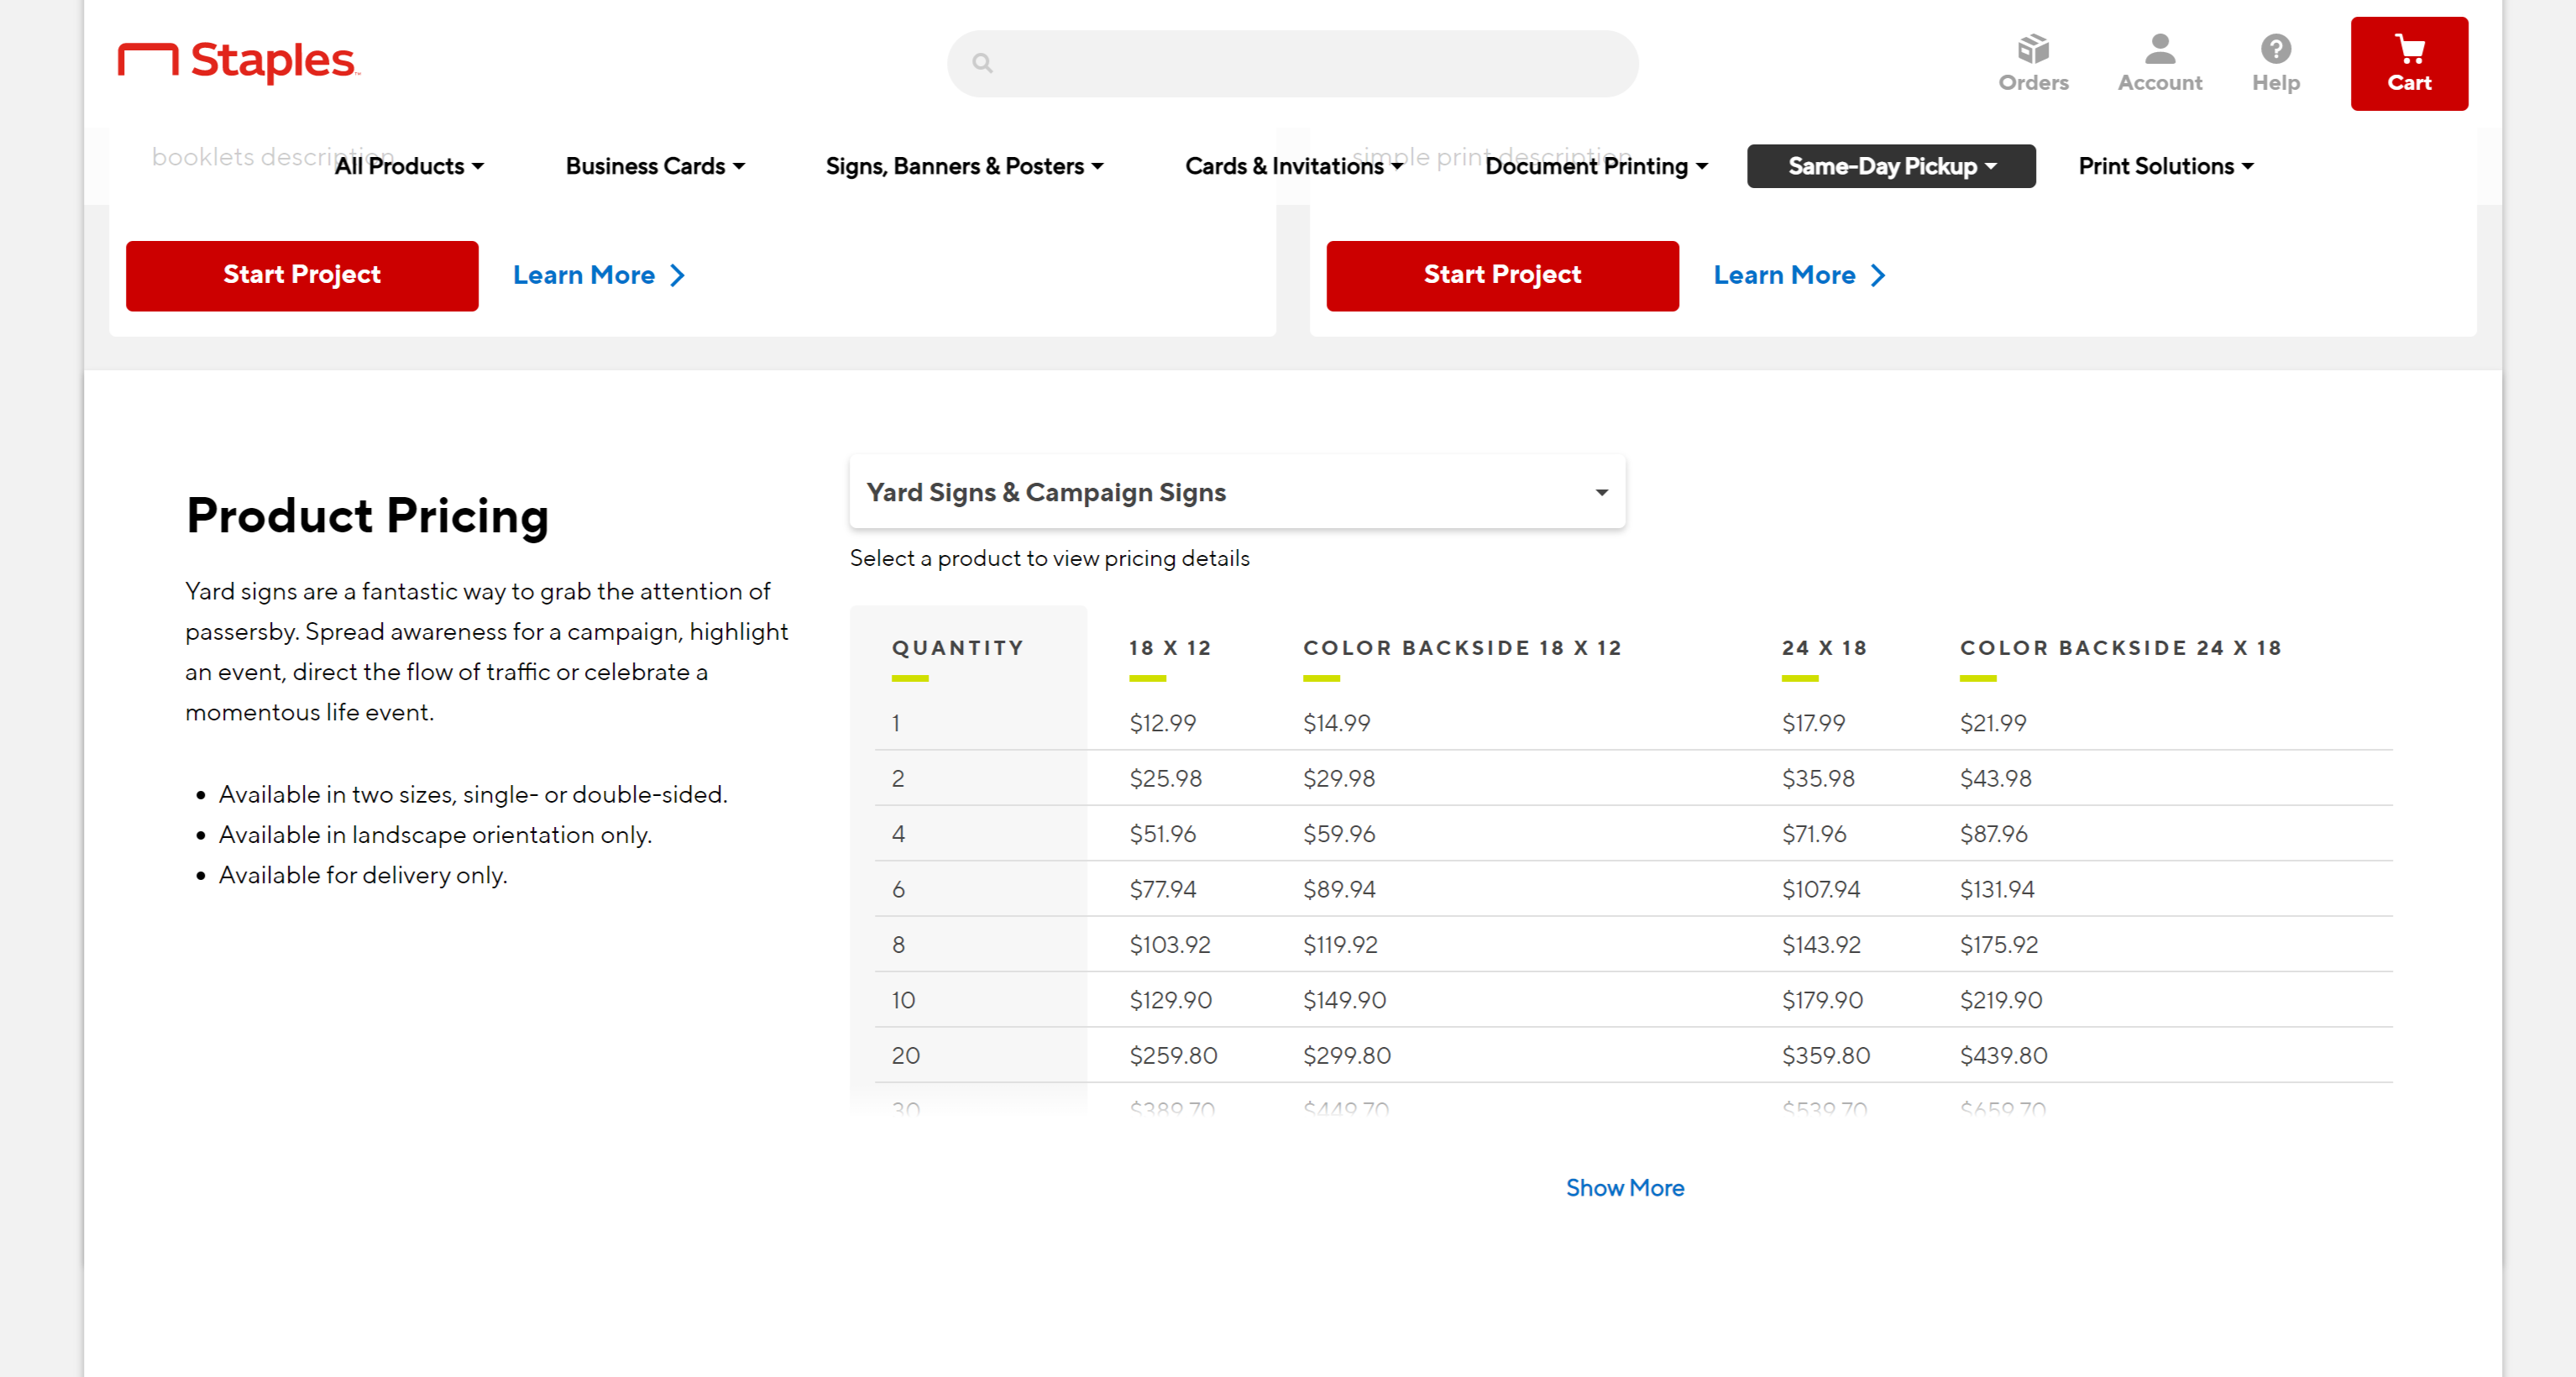 Staples
Orders Account Help Cart
booklets description simple print description
All Products Business Cards Signs, Banners & Posters Cards & Invitations Document Printing Same-Day Pickup Print Solutions
Start Project Learn More Start Project Learn More
Yard Signs & Campaign Signs
Product Pricing
Select a product to view pricing details
Yard signs are a fantastic way to grab the attention of
passersby. Spread awareness for a campaign, highlight
an event, direct the flow of traffic or celebrate a
momentous life event.
• Available in two sizes, single- or double-sided.
• Available in landscape orientation only.
• Available for delivery only.
QUANTITY 18 X 12 COLOR BACKSIDE 18 X 12 24 X 18 COLOR BACKSIDE 24 X 18
1 $12.99 $14.99 $17.99 $21.99
2 $25.98 $29.98 $35.98 $43.98
4 $51.96 $59.96 $71.96 $87.96
6 $77.94 $89.94 $107.94 $131.94
8 $103.92 $119.92 $143.92 $175.92
10 $129.90 $149.90 $179.90 $219.90
20 $259.80 $299.80 $359.80 $439.80
30 $389.70 $449.70 $539.70 $659.70
Show More